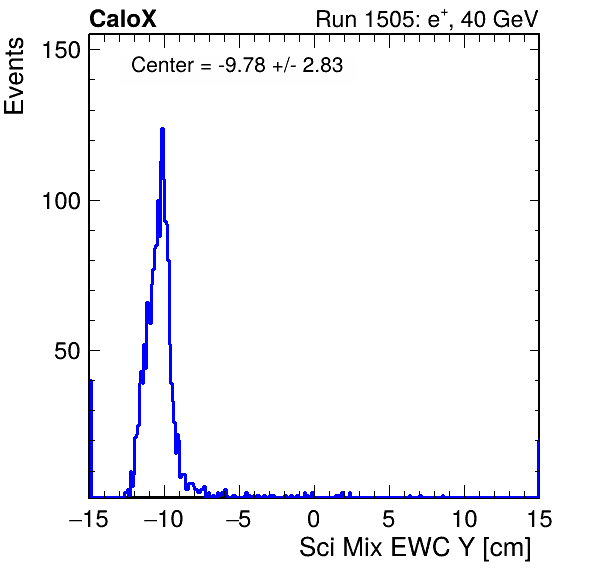 CaloX Run 1505: e⁺, 40 GeV
Events
Center = -9.78 +/- 2.83
150
100
50
−15 −10 −5 0 5 10 15
Sci Mix EWC Y [cm]